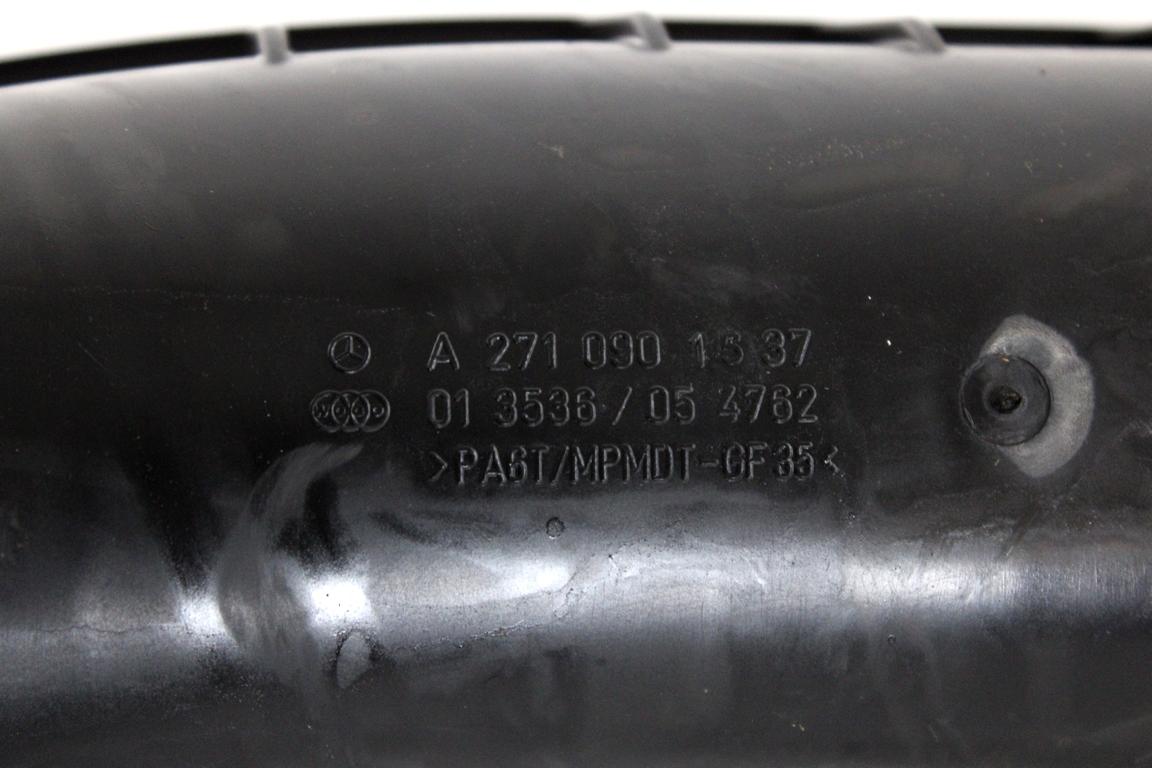 A 271 090 15 37
01 3536 / 05 4762
>PA6T/MPMDT-GF35<